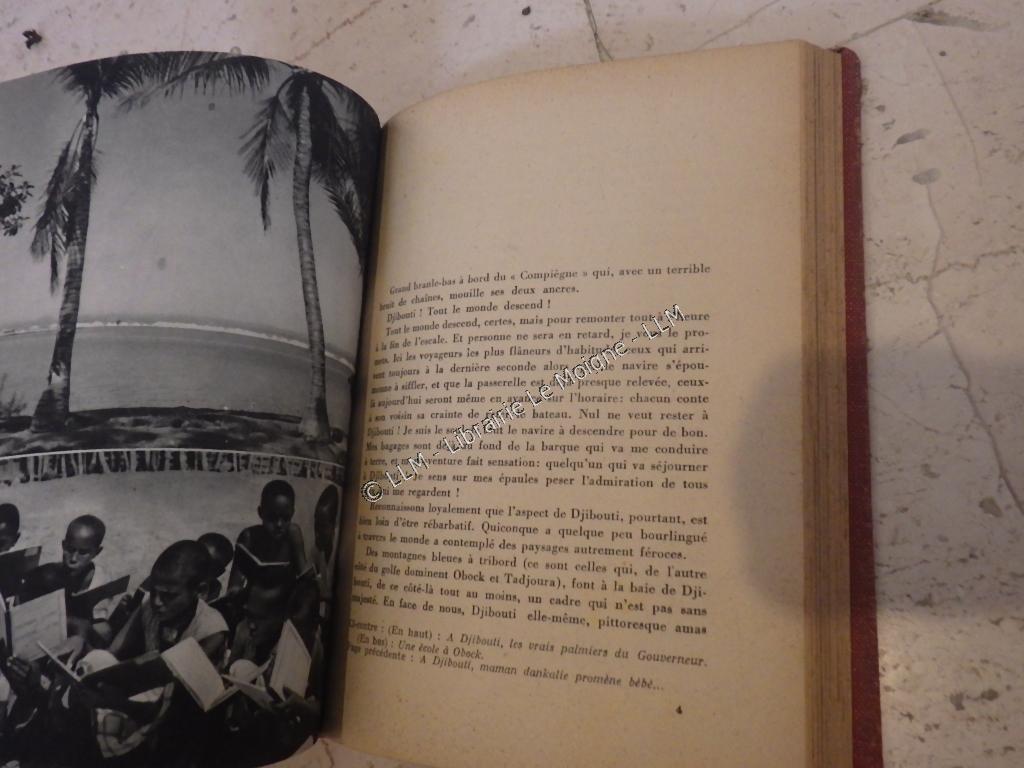 Grand branle-bas à bord du « Compiègne » qui, avec un terrible
bruit de chaînes, mouille ses deux ancres.
Djibouti ! Tout le monde descend !
Tout le monde descend, certes, mais pour remonter tout à l'heure
à la fin de l'escale. Et personne ne sera en retard, je vous le pro-
mets. Ici les voyageurs les plus flâneurs d'habitude, ceux qui arri-
vent toujours à la dernière seconde alors que le navire s'épou-
monne à siffler, et que la passerelle est déjà presque relevée, ceux-
là aujourd'hui seront même en avance sur l'horaire : chacun conte
à son voisin sa crainte de rater le bateau. Nul ne veut rester à
Djibouti ! Je suis le seul de tout le navire à descendre pour de bon.
Mes bagages sont déjà au fond de la barque qui va me conduire
à terre, et mon aventure fait sensation : quelqu'un qui va séjourner
à Djibouti ! Je sens sur mes épaules peser l'admiration de tous
qui me regardent !
Reconnaissons loyalement que l'aspect de Djibouti, pourtant, est
bien loin d'être rébarbatif. Quiconque a quelque peu bourlingué
à travers le monde a contemplé des paysages autrement féroces.
Des montagnes bleues à tribord (ce sont celles qui, de l'autre
côté du golfe dominent Obock et Tadjoura), font à la baie de Dji-
bouti, de ce côté-là tout au moins, un cadre qui n'est pas sans
majesté. En face de nous, Djibouti elle-même, pittoresque amas
Ci-contre : (En haut) : A Djibouti, les vrais palmiers du Gouverneur.
(En bas) : Une école à Obock.
Page précédente : A Djibouti, maman dankalie promène bébé...
4
© LLM - Librairie Le Moigne - LLM